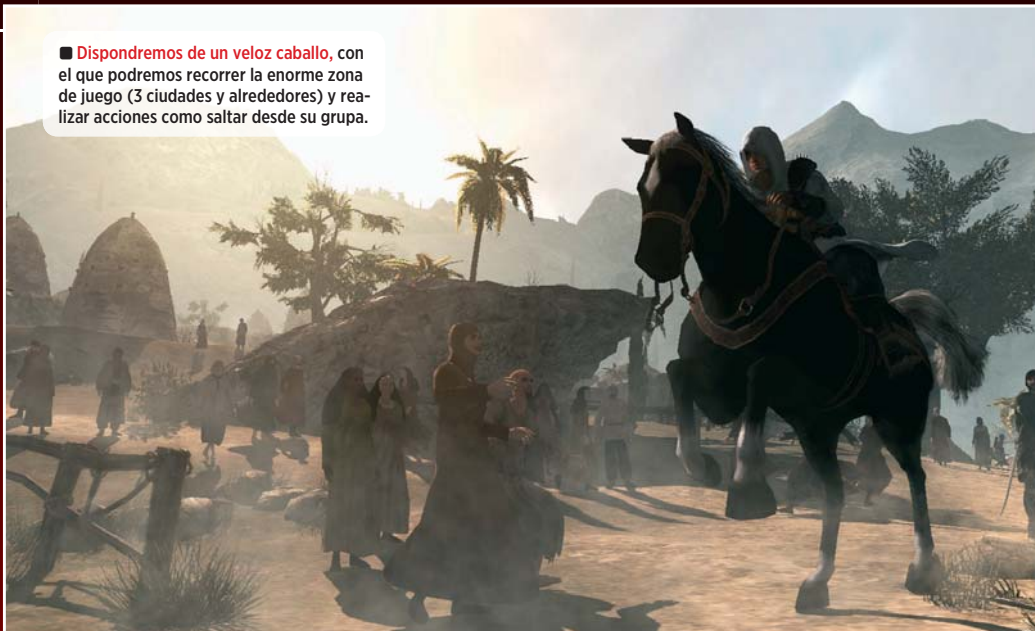 ■ Dispondremos de un veloz caballo, con
el que podremos recorrer la enorme zona
de juego (3 ciudades y alrededores) y rea-
lizar acciones como saltar desde su grupa.